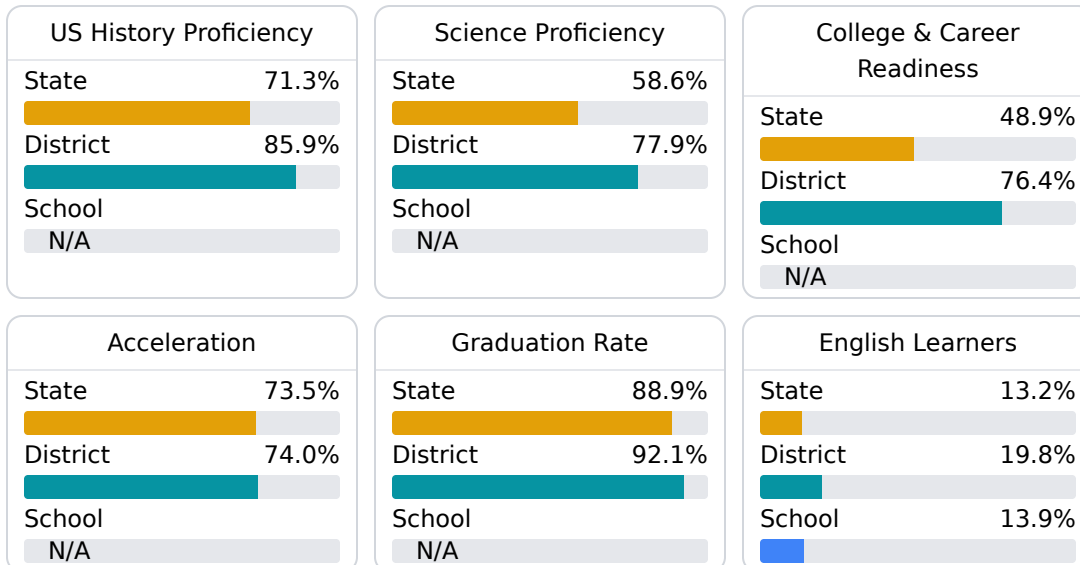 US History Proficiency
State 71.3%
District 85.9%
School
N/A
Science Proficiency
State 58.6%
District 77.9%
School
N/A
College & Career
Readiness
State 48.9%
District 76.4%
School
N/A
Acceleration
State 73.5%
District 74.0%
School
N/A
Graduation Rate
State 88.9%
District 92.1%
School
N/A
English Learners
State 13.2%
District 19.8%
School 13.9%